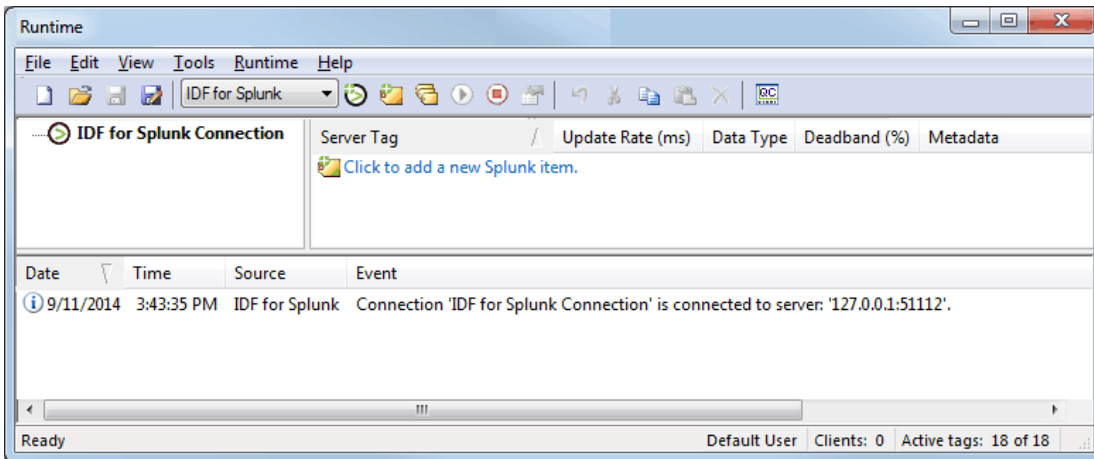 Runtime
File Edit View Tools Runtime Help
IDF for Splunk
QC
IDF for Splunk Connection
Server Tag Update Rate (ms) Data Type Deadband (%) Metadata
Click to add a new Splunk item.
Date Time Source Event
9/11/2014 3:43:35 PM IDF for Splunk Connection 'IDF for Splunk Connection' is connected to server: '127.0.0.1:51112'.
Ready Default User Clients: 0 Active tags: 18 of 18